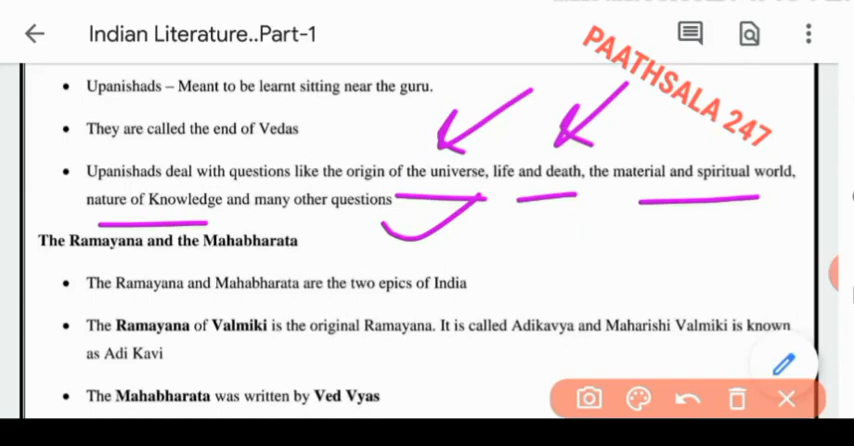 Indian Literature..Part-1
PAATHSALA 247
• Upanishads – Meant to be learnt sitting near the guru.
• They are called the end of Vedas
• Upanishads deal with questions like the origin of the universe, life and death, the material and spiritual world,
nature of Knowledge and many other questions
The Ramayana and the Mahabharata
• The Ramayana and Mahabharata are the two epics of India
• The Ramayana of Valmiki is the original Ramayana. It is called Adikavya and Maharishi Valmiki is known
as Adi Kavi
• The Mahabharata was written by Ved Vyas